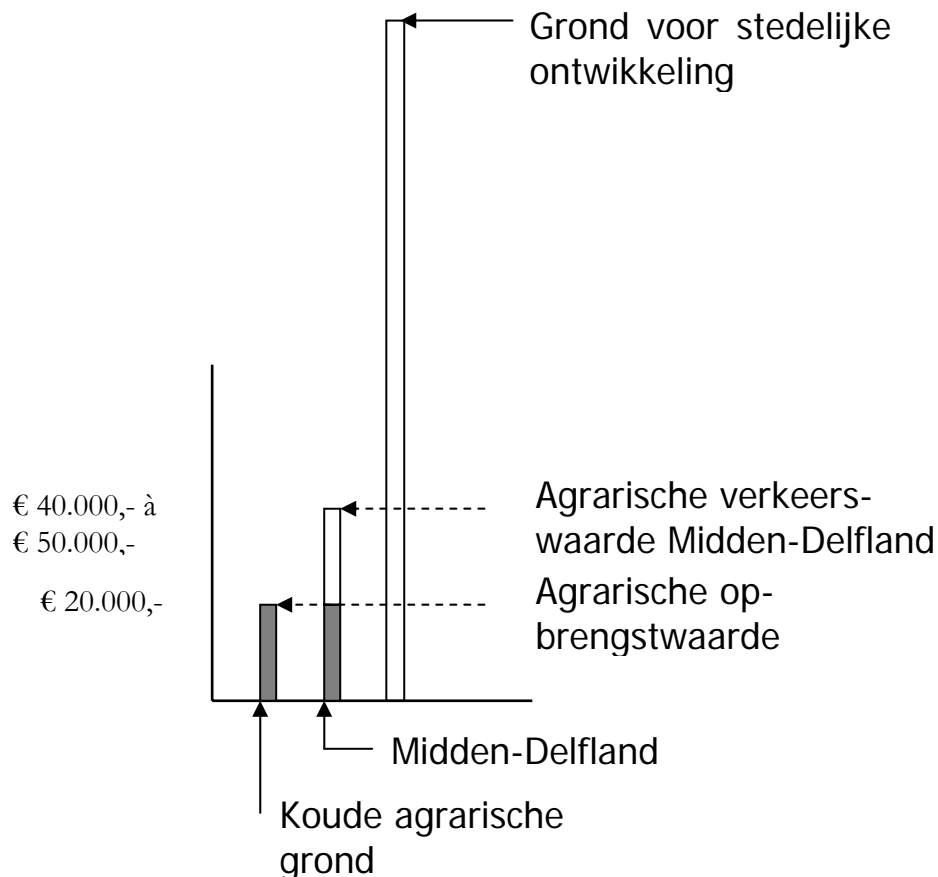 Grond voor stedelijke
ontwikkeling
€ 40.000,- à
€ 50.000,-
€ 20.000,-
Agrarische verkeers-
waarde Midden-Delfland
Agrarische op-
brengstwaarde
Midden-Delfland
Koude agrarische
grond